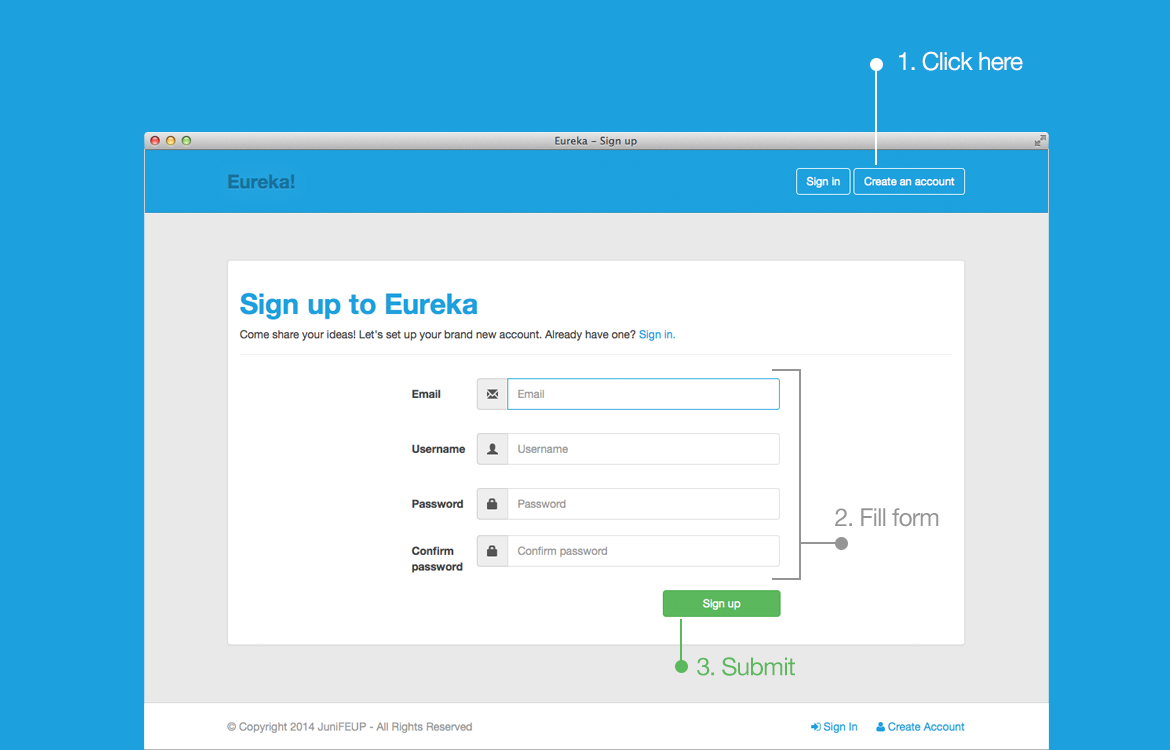 1. Click here
Eureka – Sign up
Eureka!
Sign in
Create an account
Sign up to Eureka
Come share your ideas! Let's set up your brand new account. Already have one? Sign in.
Email
Email
Username
Username
Password
Password
2. Fill form
Confirm password
Confirm
password
Sign up
3. Submit
© Copyright 2014 JuniFEUP - All Rights Reserved
Sign In
Create Account